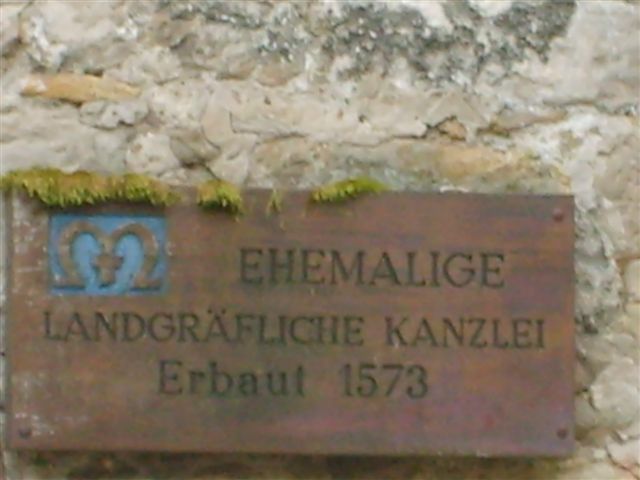 EHEMALIGE
LANDGRÄFLICHE KANZLEI
Erbaut 1573